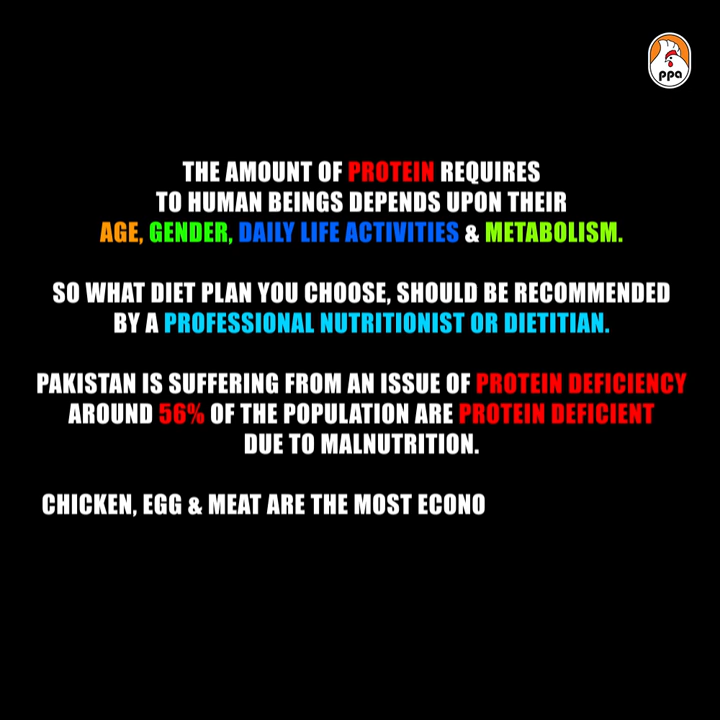 ppa
THE AMOUNT OF PROTEIN REQUIRES
TO HUMAN BEINGS DEPENDS UPON THEIR
AGE, GENDER, DAILY LIFE ACTIVITIES & METABOLISM.
SO WHAT DIET PLAN YOU CHOOSE, SHOULD BE RECOMMENDED
BY A PROFESSIONAL NUTRITIONIST OR DIETITIAN.
PAKISTAN IS SUFFERING FROM AN ISSUE OF PROTEIN DEFICIENCY
AROUND 56% OF THE POPULATION ARE PROTEIN DEFICIENT
DUE TO MALNUTRITION.
CHICKEN, EGG & MEAT ARE THE MOST ECONO